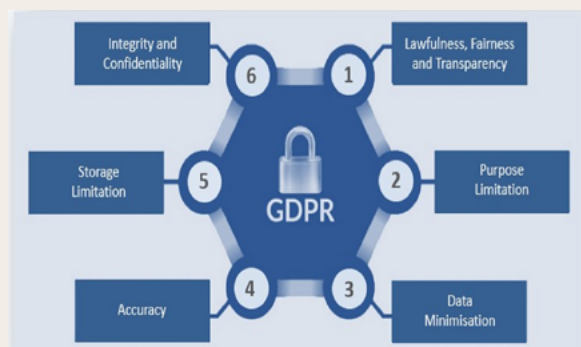 Integrity and
Confidentiality
6
1
Lawfulness, Fairness
and Transparency
Storage
Limitation
5
GDPR
2
Purpose
Limitation
Accuracy
4
3
Data
Minimisation